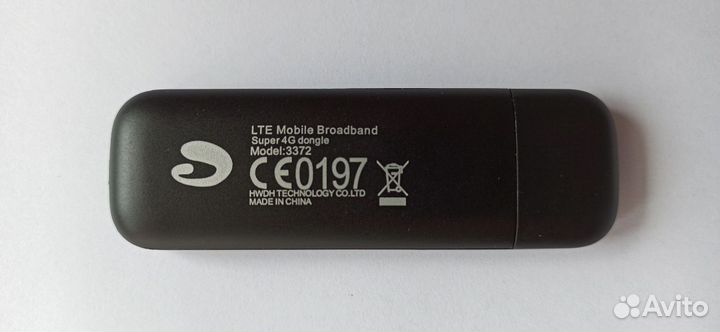 LTE Mobile Broadband
Super 4G dongle
Model:3372
CE0197
HWDH TECHNOLOGY CO.LTD
MADE IN CHINA
Avito